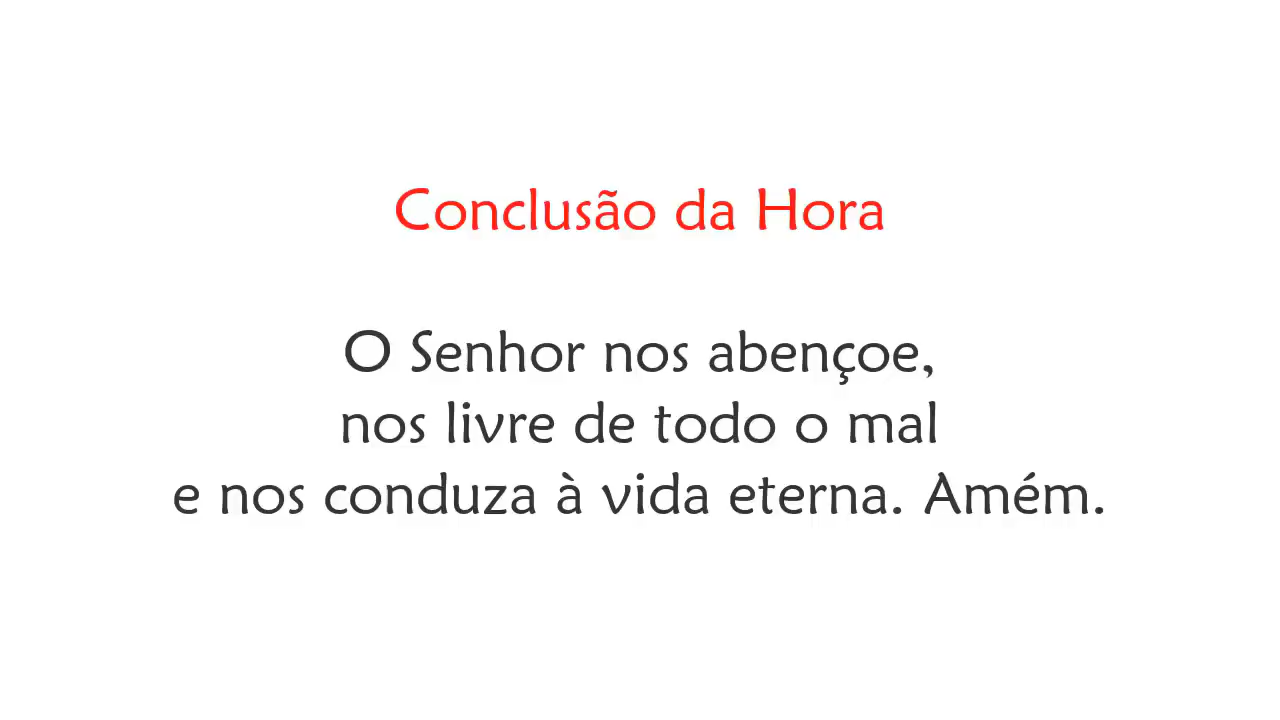 Conclusão da Hora
O Senhor nos abençoe,
nos livre de todo o mal
e nos conduza à vida eterna. Amém.